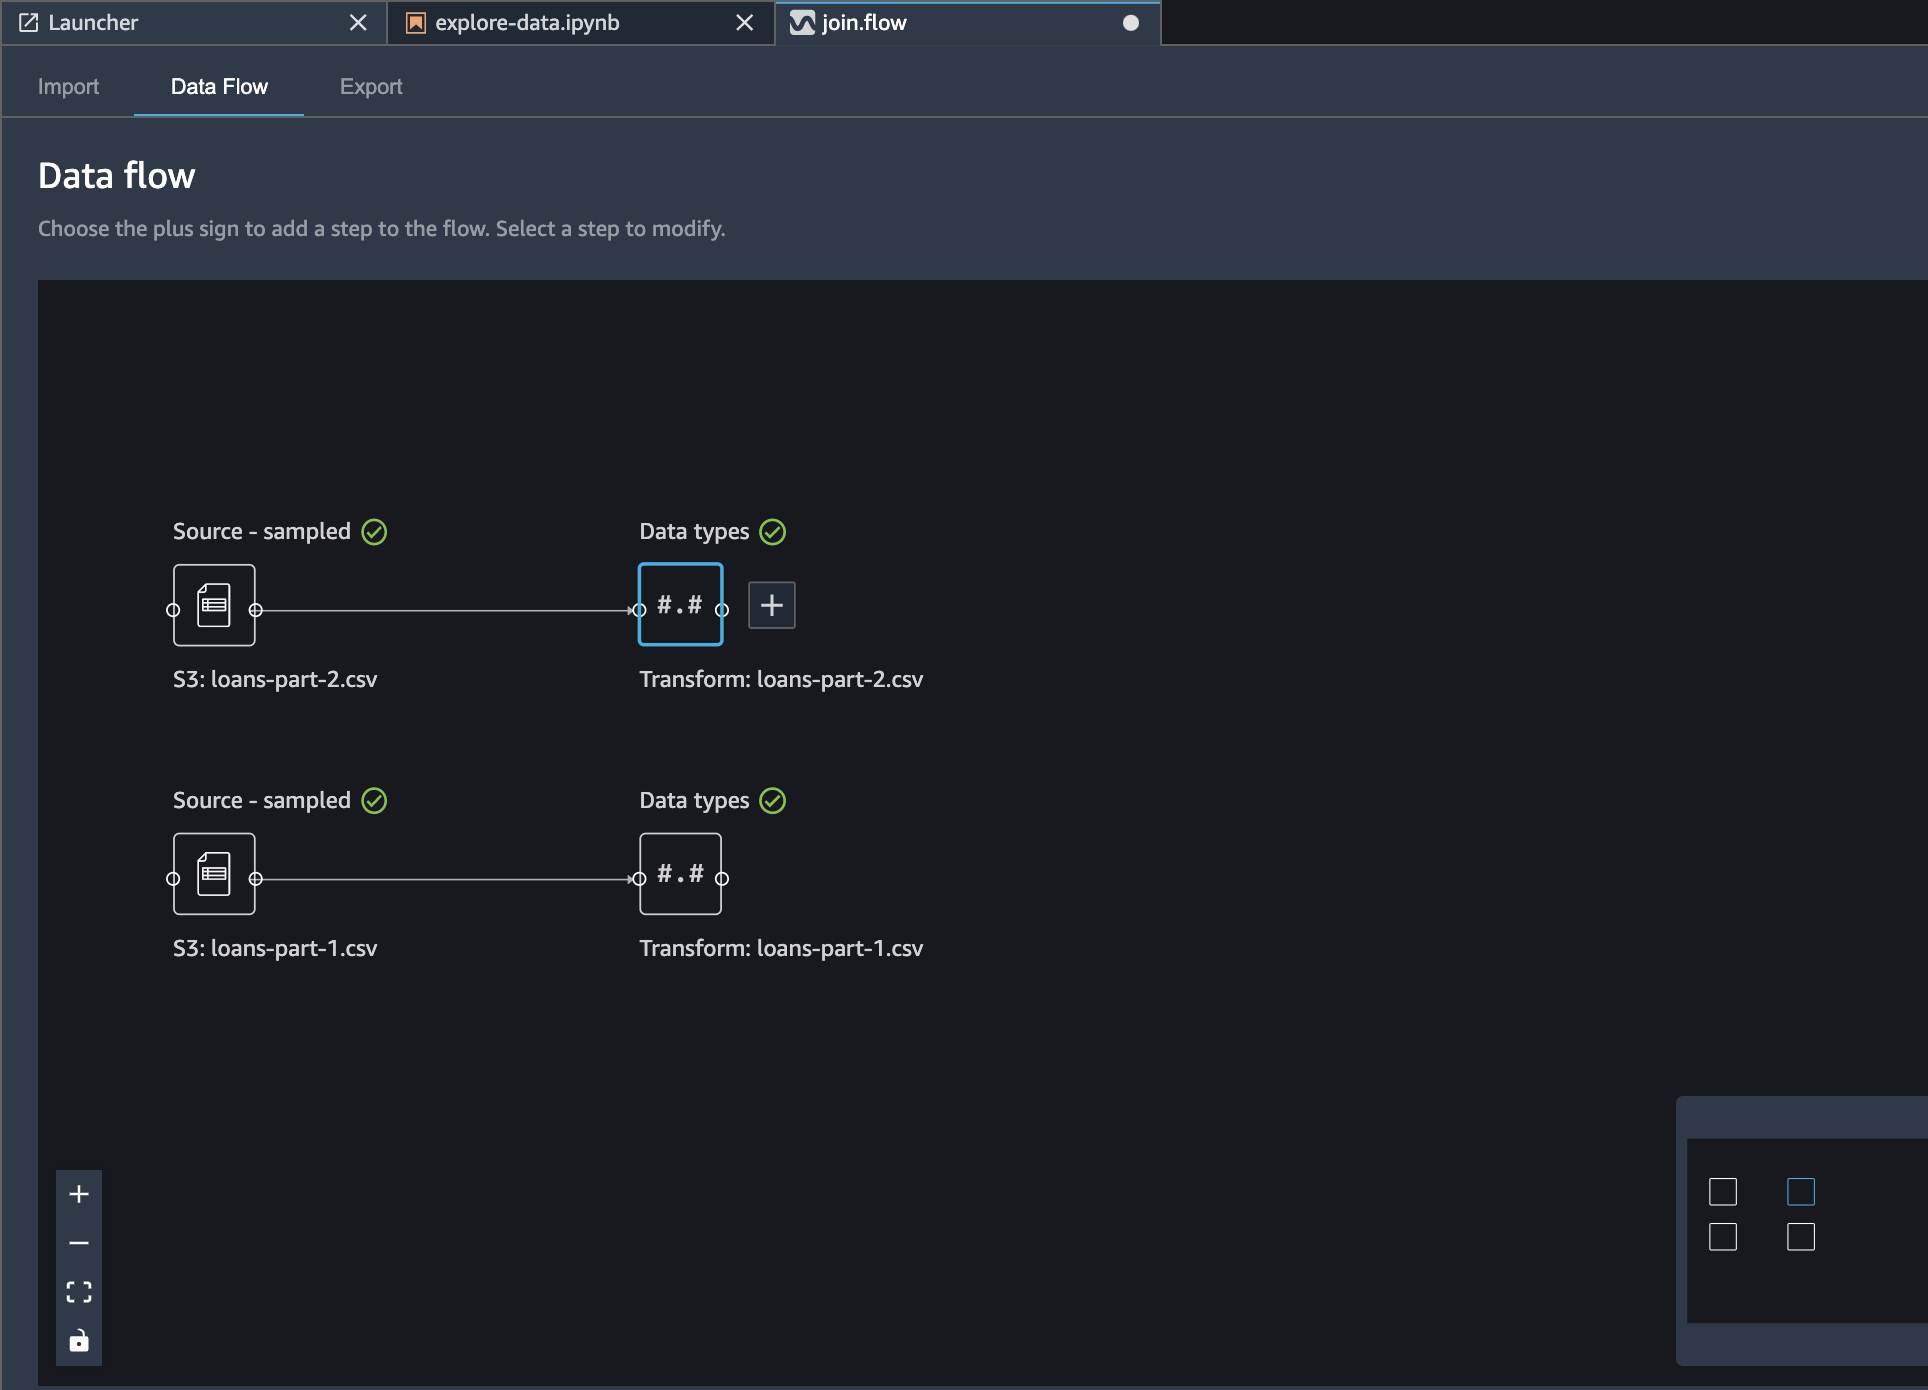 Launcher
explore-data.ipynb
join.flow
Import
Data Flow
Export
Data flow
Choose the plus sign to add a step to the flow. Select a step to modify.
Source - sampled
Data types
#.#
S3: loans-part-2.csv
Transform: loans-part-2.csv
Source - sampled
Data types
#.#
S3: loans-part-1.csv
Transform: loans-part-1.csv